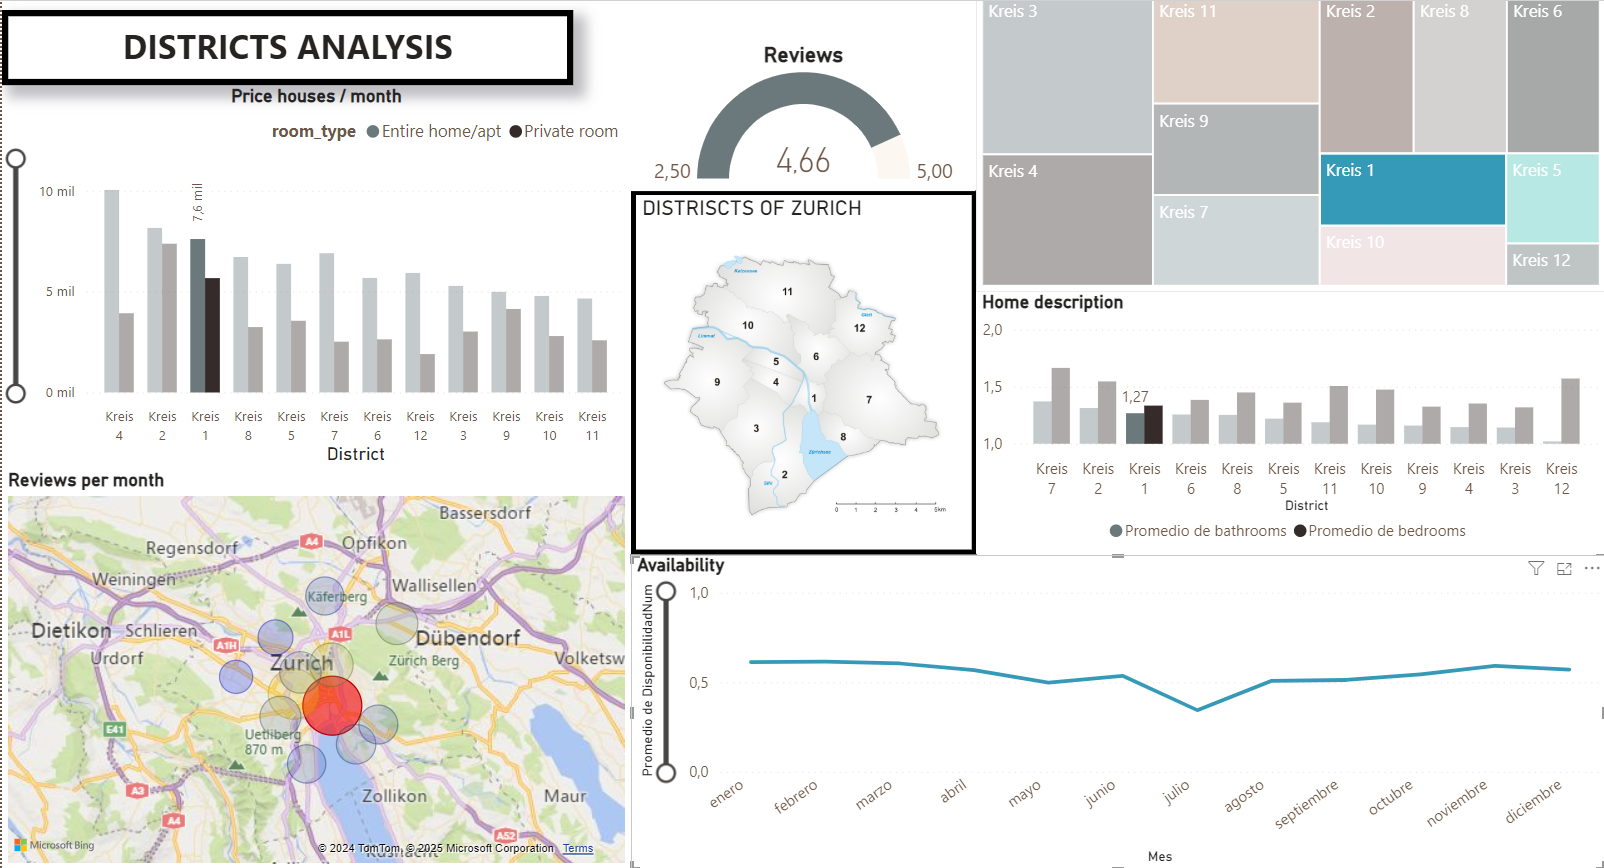 DISTRICTS ANALYSIS
Price houses / month
room_type Entire home/apt Private room
10 mil
5 mil
0 mil
7,6 mil
Kreis 4 Kreis 2 Kreis 1 Kreis 8 Kreis 5 Kreis 7 Kreis 6 Kreis 12 Kreis 3 Kreis 9 Kreis 10 Kreis 11
District
Reviews
2,50 4,66 5,00
DISTRISCTS OF ZURICH
Katzensee
11
Glatt
10
12
Limmat
6
5
9
4
7
1
3
8
Zürichsee
2
Sihl
0 1 2 3 4 5km
Kreis 3
Kreis 11
Kreis 2
Kreis 8
Kreis 6
Kreis 9
Kreis 4
Kreis 1
Kreis 5
Kreis 7
Kreis 10
Kreis 12
Home description
2,0
1,5
1,0
1,27
Kreis 7 Kreis 2 Kreis 1 Kreis 6 Kreis 8 Kreis 5 Kreis 11 Kreis 10 Kreis 9 Kreis 4 Kreis 3 Kreis 12
District
Promedio de bathrooms Promedio de bedrooms
Reviews per month
Bassersdorf
A4
Opfikon
Regensdorf
Weiningen
Wallisellen
Käferberg
Dietikon
Schlieren
A1L
Dübendorf
A1H
Urdorf
Zurich
Zürich Berg
Volketsw
E41
Uetliberg
870 m
A3
Zollikon
Maur
A4
A52
Küsnacht
Microsoft Bing
© 2024 TomTom, © 2025 Microsoft Corporation Terms
Availability
Promedio de DisponibilidadNum
1,0
0,5
0,0
enero febrero marzo abril mayo junio julio agosto septiembre octubre noviembre diciembre
Mes